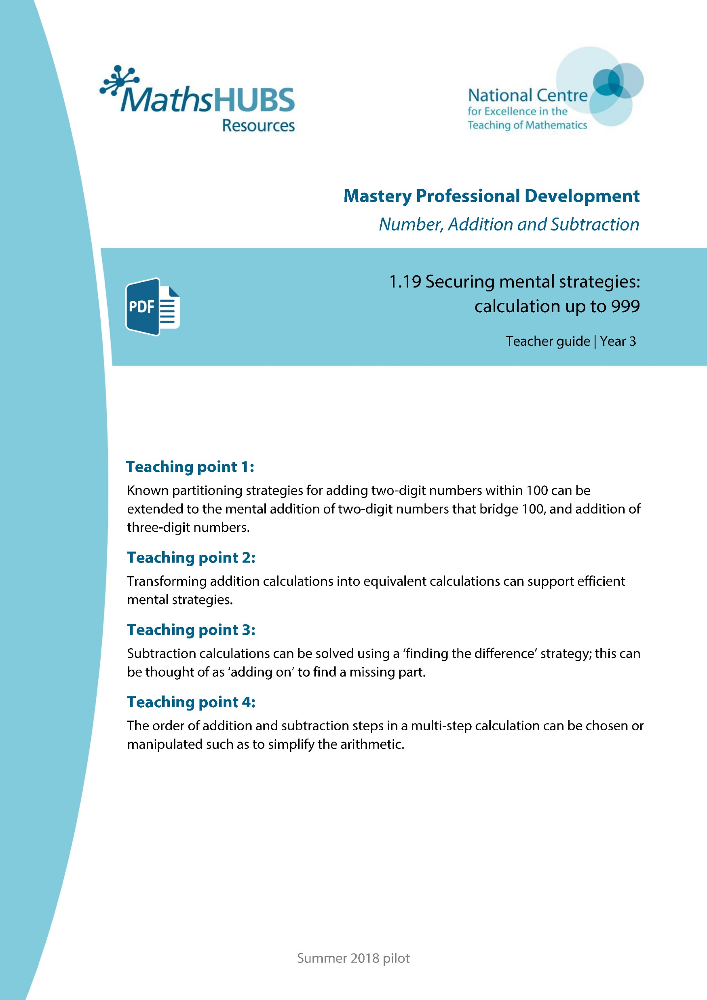 MathsHUBS
Resources
National Centre
for Excellence in the
Teaching of Mathematics
Mastery Professional Development
Number, Addition and Subtraction
PDF
1.19 Securing mental strategies:
calculation up to 999
Teacher guide | Year 3
Teaching point 1:
Known partitioning strategies for adding two-digit numbers within 100 can be
extended to the mental addition of two-digit numbers that bridge 100, and addition of
three-digit numbers.
Teaching point 2:
Transforming addition calculations into equivalent calculations can support efficient
mental strategies.
Teaching point 3:
Subtraction calculations can be solved using a ‘finding the difference’ strategy; this can
be thought of as ‘adding on’ to find a missing part.
Teaching point 4:
The order of addition and subtraction steps in a multi-step calculation can be chosen or
manipulated such as to simplify the arithmetic.
Summer 2018 pilot